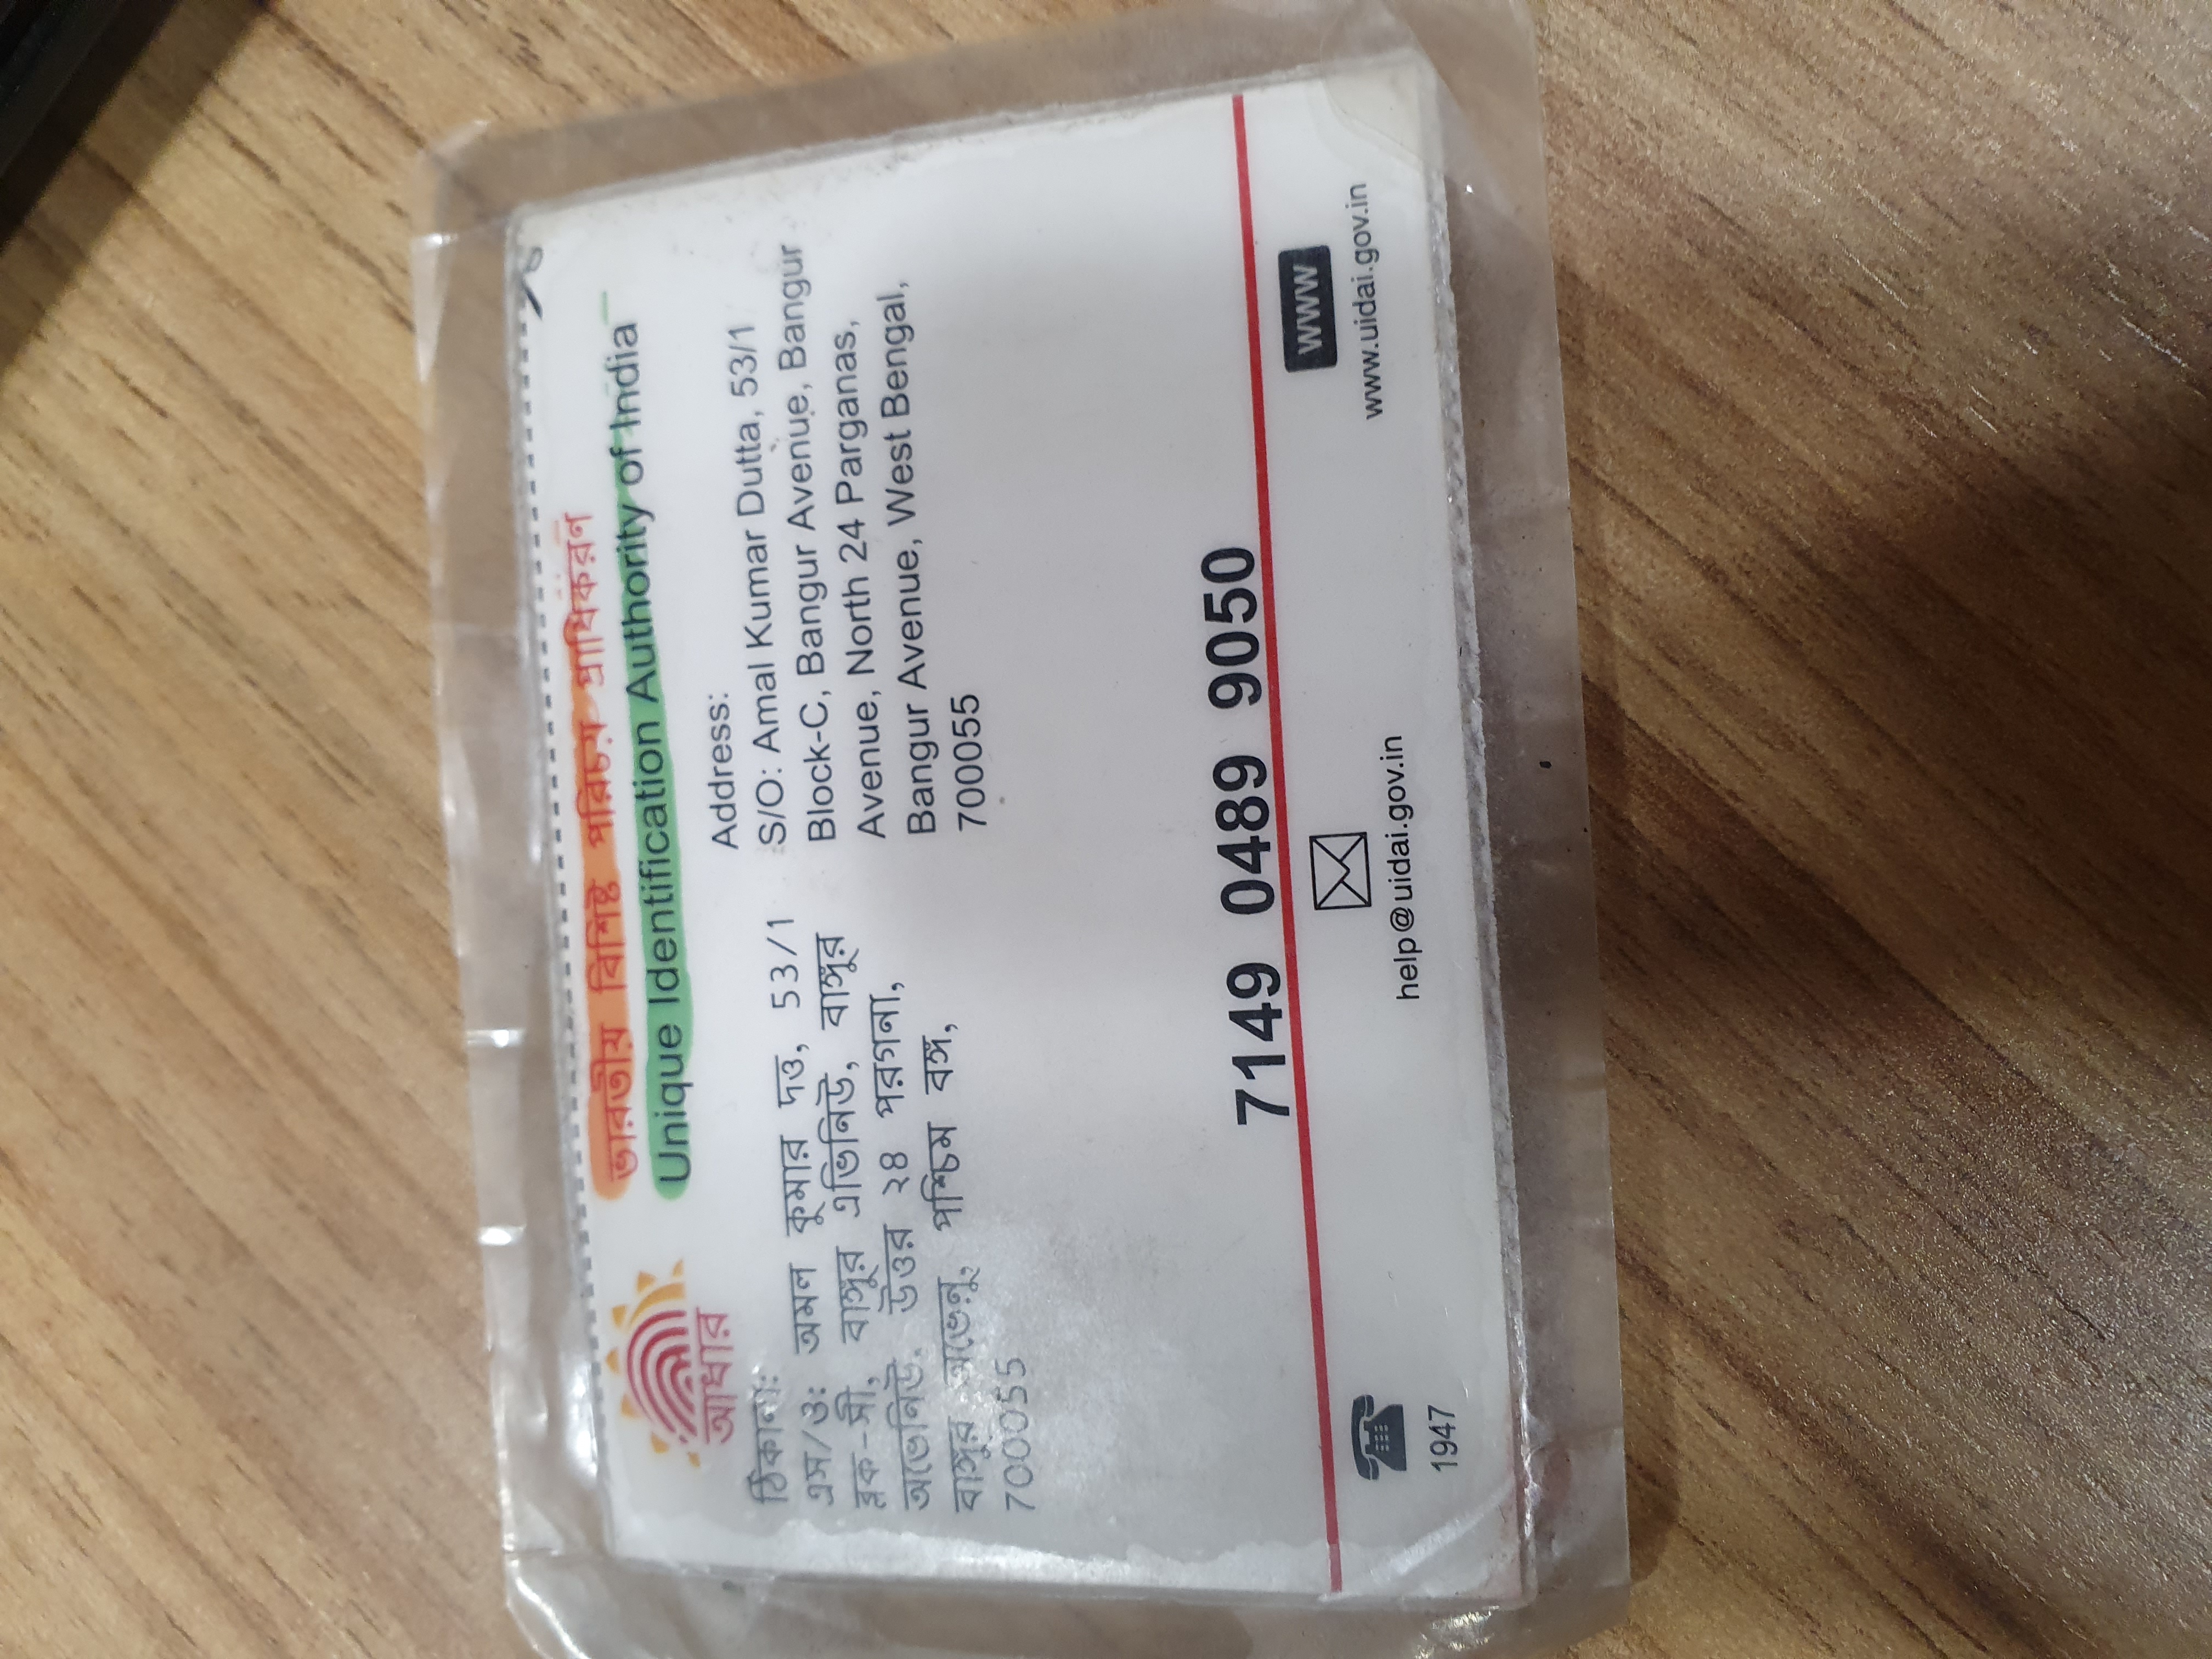 ভারতীয় বিশিষ্ট পরিচয় প্রাধিকরণ
Unique Identification Authority of India
আধার
ঠিকানা:
এস/ও: অমল কুমার দত্ত, 53/1
ব্লক-সী, বাঙ্গুর এভিনিউ, বাঙ্গুর
অভেনিউ, উত্তর ২৪ পরগনা,
বাঙ্গুর অভেণু, পশ্চিম বঙ্গ,
700055
Address:
S/O: Amal Kumar Dutta, 53/1
Block-C, Bangur Avenue, Bangur
Avenue, North 24 Parganas,
Bangur Avenue, West Bengal,
700055
7149 0489 9050
1947
help@uidai.gov.in
WWW
www.uidai.gov.in